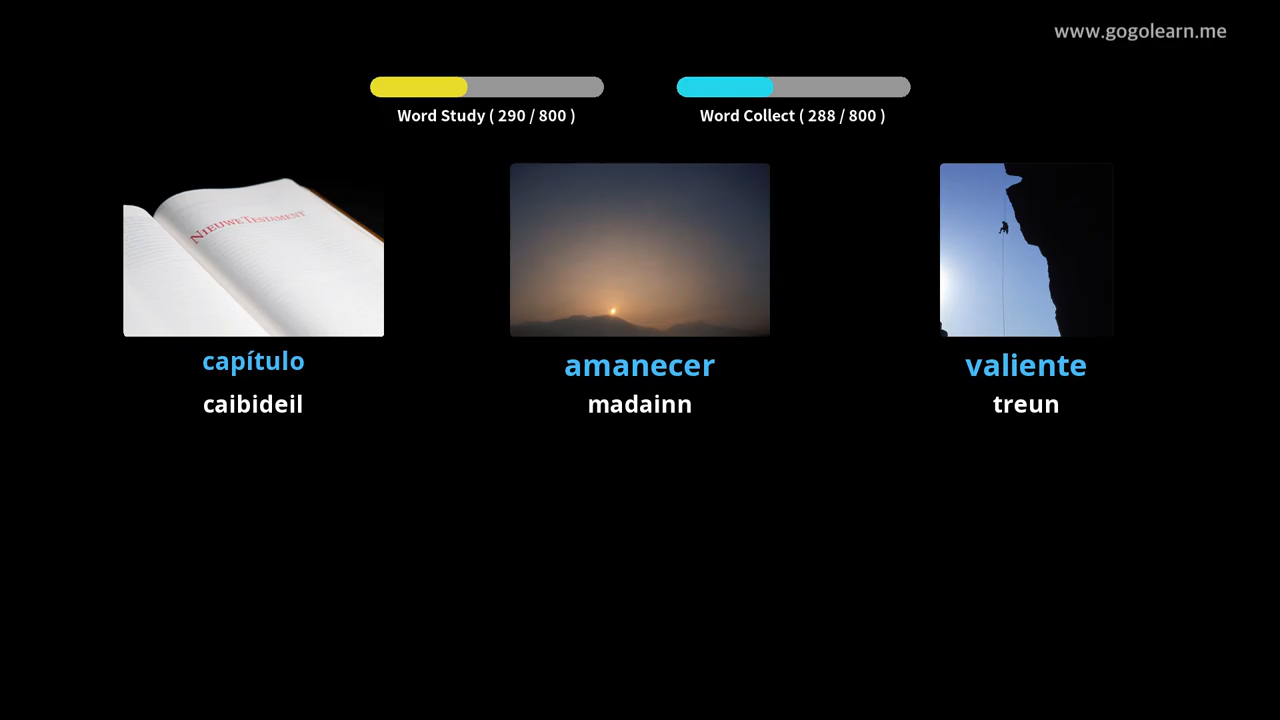 www.gogolearn.me
Word Study ( 290 / 800 )
Word Collect ( 288 / 800 )
NIEUWE TESTAMENT
capítulo
amanecer
valiente
caibideil
madainn
treun